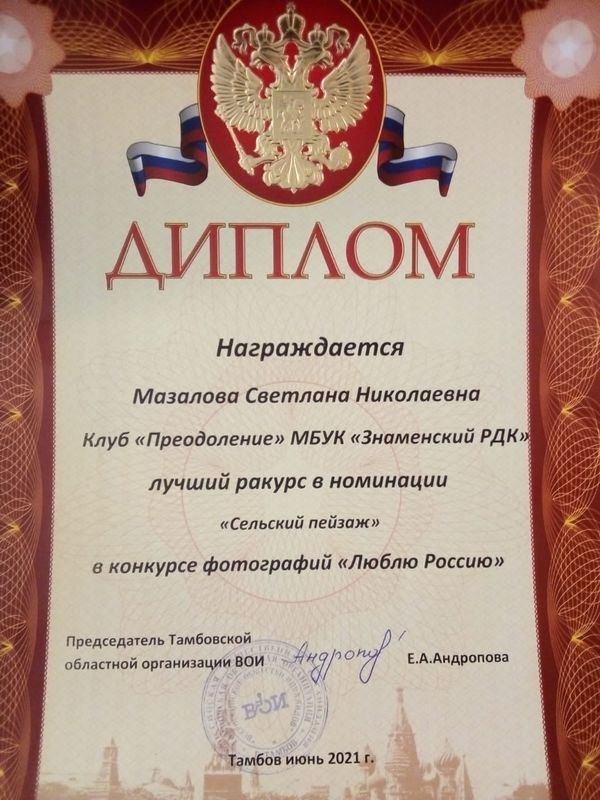 ДИПЛОМ
Награждается
Мазалова Светлана Николаевна
Клуб «Преодоление» МБУК «Знаменский РДК»
лучший ракурс в номинации
«Сельский пейзаж»
в конкурсе фотографий «Люблю Россию»
Председатель Тамбовской
областной организации ВОИ
Андропов
Е.А.Андропова
ВОИ
Тамбов июнь 2021 г.